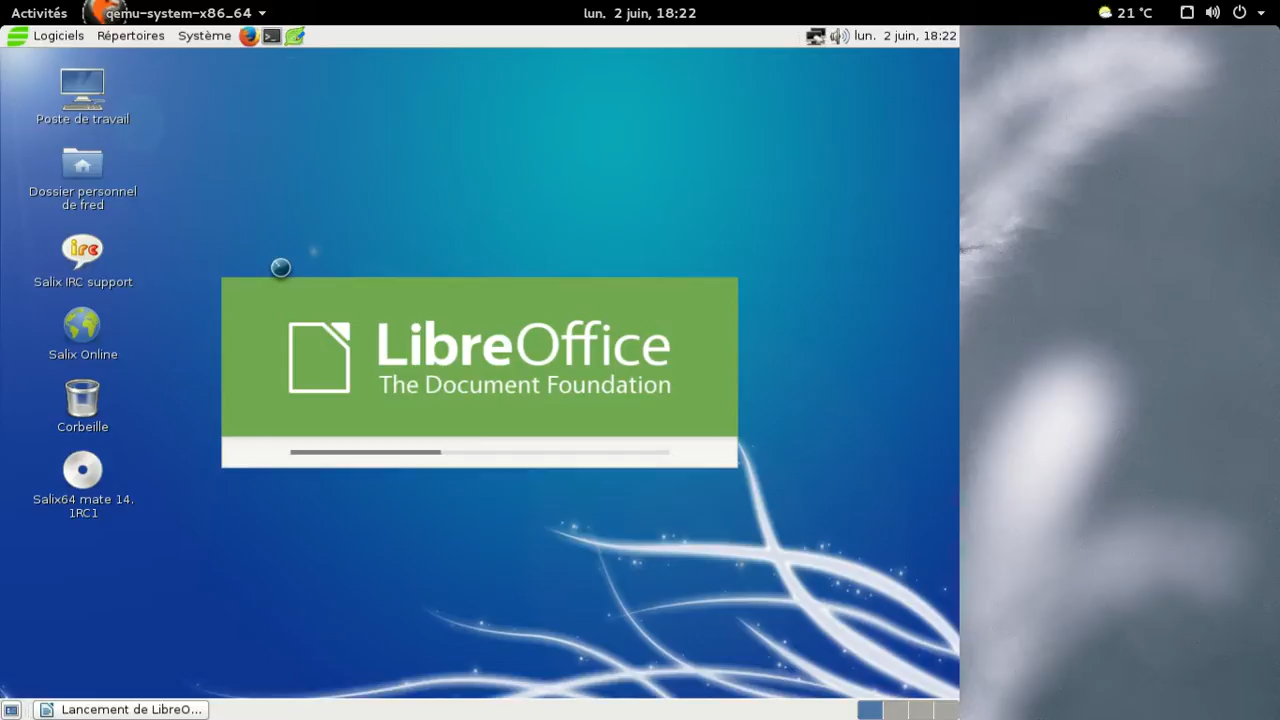 Activités
qemu-system-x86_64
lun. 2 juin, 18:22
21 °C
Logiciels
Répertoires
Système
lun. 2 juin, 18:22
Poste de travail
Dossier personnel
de fred
irc
Salix IRC support
Salix Online
Corbeille
Salix64 mate 14.
1RC1
LibreOffice
The Document Foundation
Lancement de LibreO...